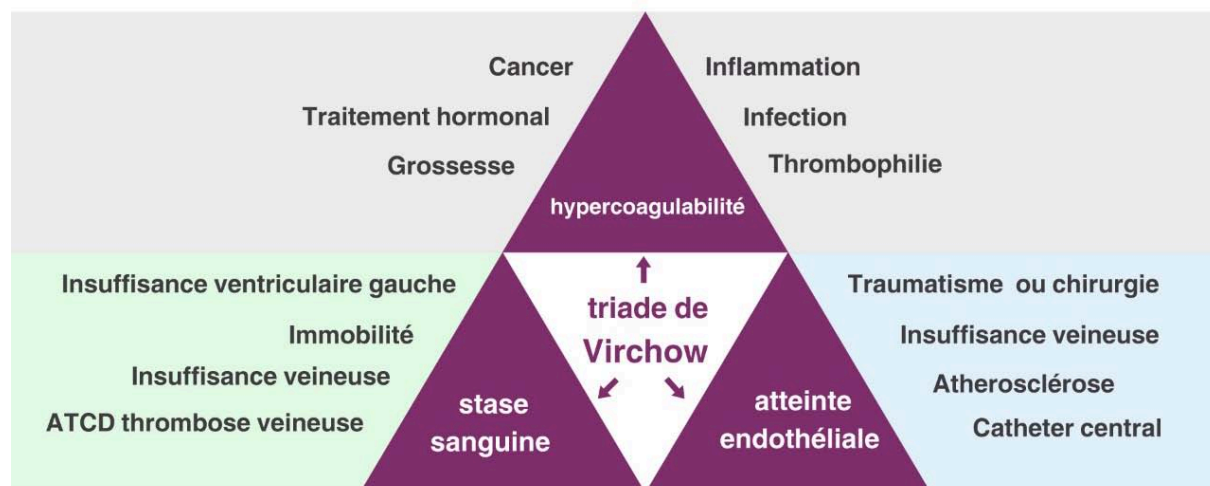 Cancer
Traitement hormonal
Grossesse
Inflammation
Infection
Thrombophilie
hypercoagulabilité
Insuffisance ventriculaire gauche
Immobilité
Insuffisance veineuse
ATCD thrombose veineuse
stase
sanguine
triade de
Virchow
atteinte
endothéliale
Traumatisme ou chirurgie
Insuffisance veineuse
Atherosclérose
Catheter central